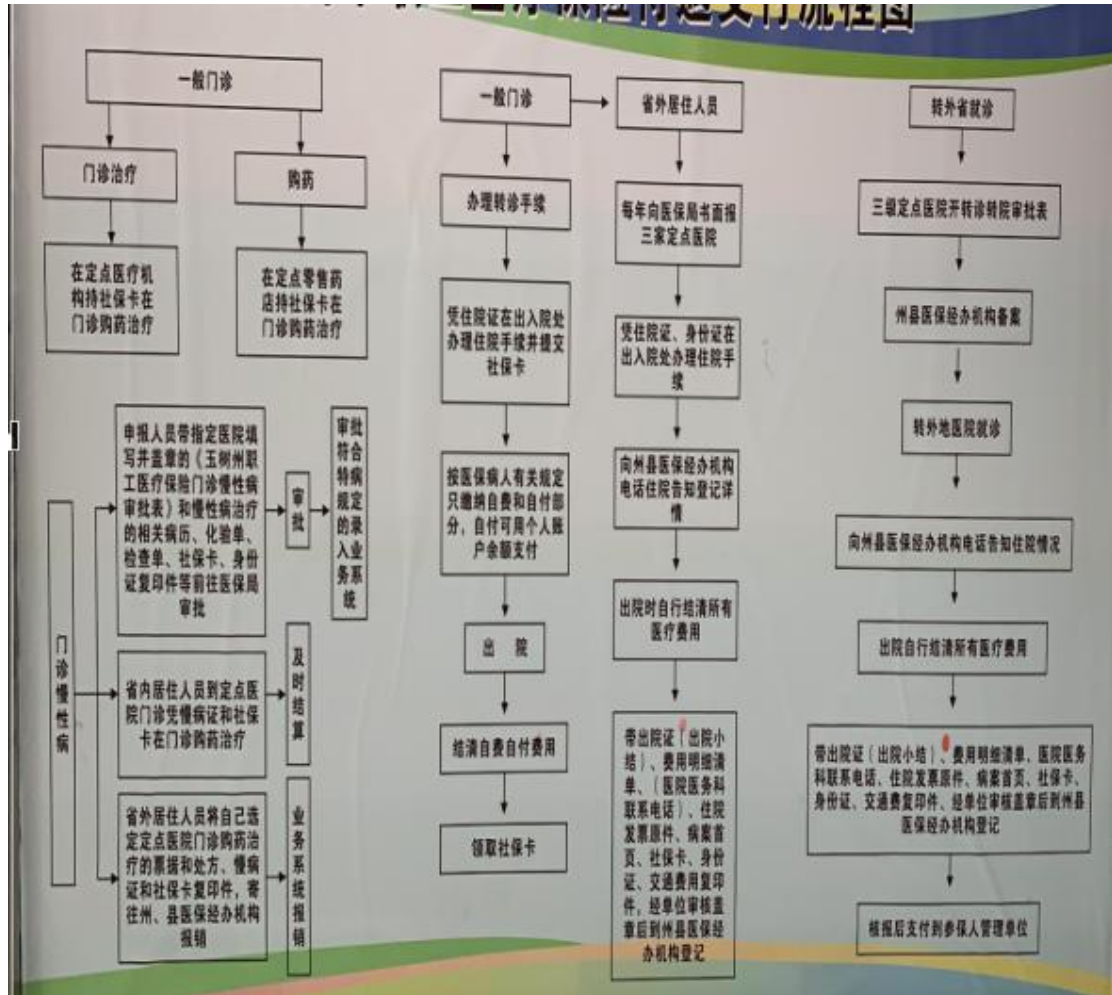 保险待遇支付流程图
一般门诊
门诊治疗
购药
在定点医疗机
构持社保卡在
门诊购药治疗
在定点零售药
店持社保卡在
门诊购药治疗
门诊慢性病
申报人员带指定医院填
写并盖章的《玉树州职
工医疗保险门诊慢性病
审批表》和慢性病治疗
的相关病历、化验单、
检查单、社保卡、身份
证复印件等前往医保局
审批
审批
审批符合特病规定的录入业务系统
省内居住人员到定点医
院门诊凭慢病证和社保
卡在门诊购药治疗
及时结算
省外居住人员将自己选
定定点医院门诊购药治
疗的票据和处方、慢病
证和社保卡复印件，寄
往州、县医保经办机构
报销
业务系统报销
一般门诊
办理转诊手续
凭住院证在出入院处
办理住院手续并提交
社保卡
按医保病人有关规定
只缴纳自费和自付部
分，自付可用个人账
户余额支付
出 院
结清自费自付费用
领取社保卡
省外居住人员
每年向医保局书面报
三家定点医院
凭住院证、身份证在
出入院处办理住院手
续
向州县医保经办机构
电话住院告知登记详
情
出院时自行结清所有
医疗费用
带出院证（出院小
结）、费用明细清
单、（医院医务科
联系电话）、住院
发票原件、病案首
页、社保卡、身份
证、交通费用复印
件，经单位审核盖
章后到州县医保经
办机构登记
转外省就诊
三级定点医院开转诊转院审批表
州县医保经办机构备案
转外地医院就诊
向州县医保经办机构电话告知住院情况
出院自行结清所有医疗费用
带出院证（出院小结）、费用明细清单、医院医务
科联系电话、住院发票原件、病案首页、社保卡、
身份证、交通费复印件、经单位审核盖章后到州县
医保经办机构登记
核报后支付到参保人管理单位